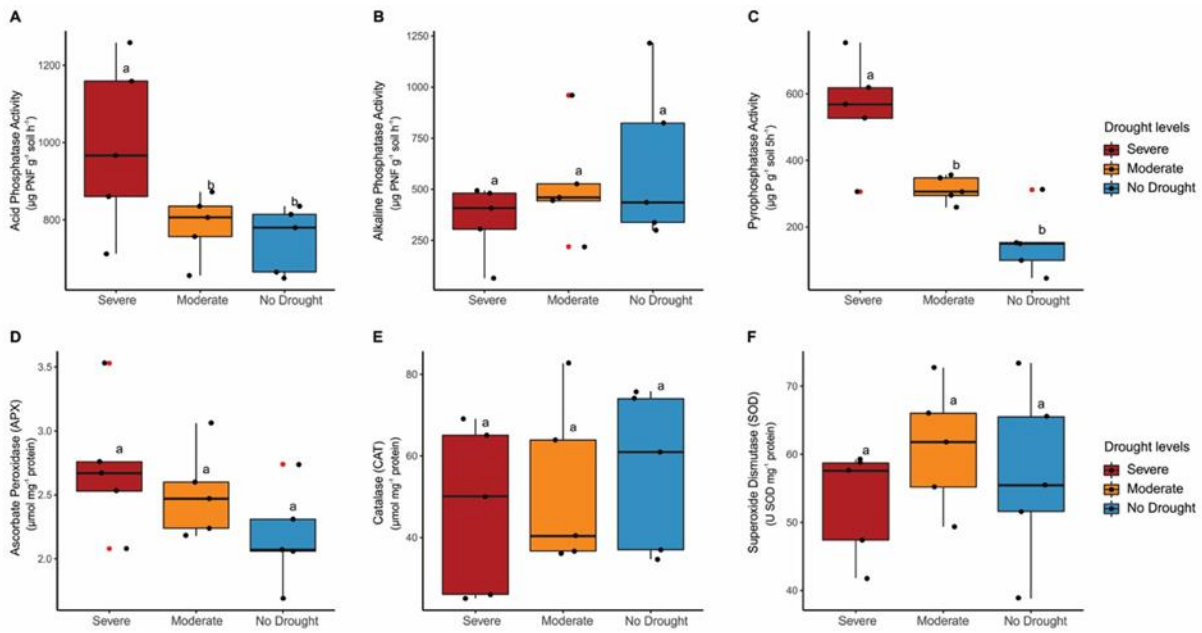 A
Acid Phosphatase Activity
(µg PNF g⁻¹ soil h⁻¹)
1200
1000
800
a
b
b
Severe
Moderate
No Drought
B
Alkaline Phosphatase Activity
(µg PNF g⁻¹ soil h⁻¹)
1250
1000
750
500
250
a
a
a
Severe
Moderate
No Drought
C
Pyrophosphatase Activity
(µg P g⁻¹ soil 5h⁻¹)
600
400
200
a
b
b
Severe
Moderate
No Drought
Drought levels
Severe
Moderate
No Drought
D
Ascorbate Peroxidase (APX)
(µmol mg⁻¹ protein)
3.5
3.0
2.5
2.0
a
a
a
Severe
Moderate
No Drought
E
Catalase (CAT)
(µmol mg⁻¹ protein)
80
60
40
a
a
a
Severe
Moderate
No Drought
F
Superoxide Dismutase (SOD)
(U SOD mg⁻¹ protein)
70
60
50
40
a
a
a
Severe
Moderate
No Drought
Drought levels
Severe
Moderate
No Drought